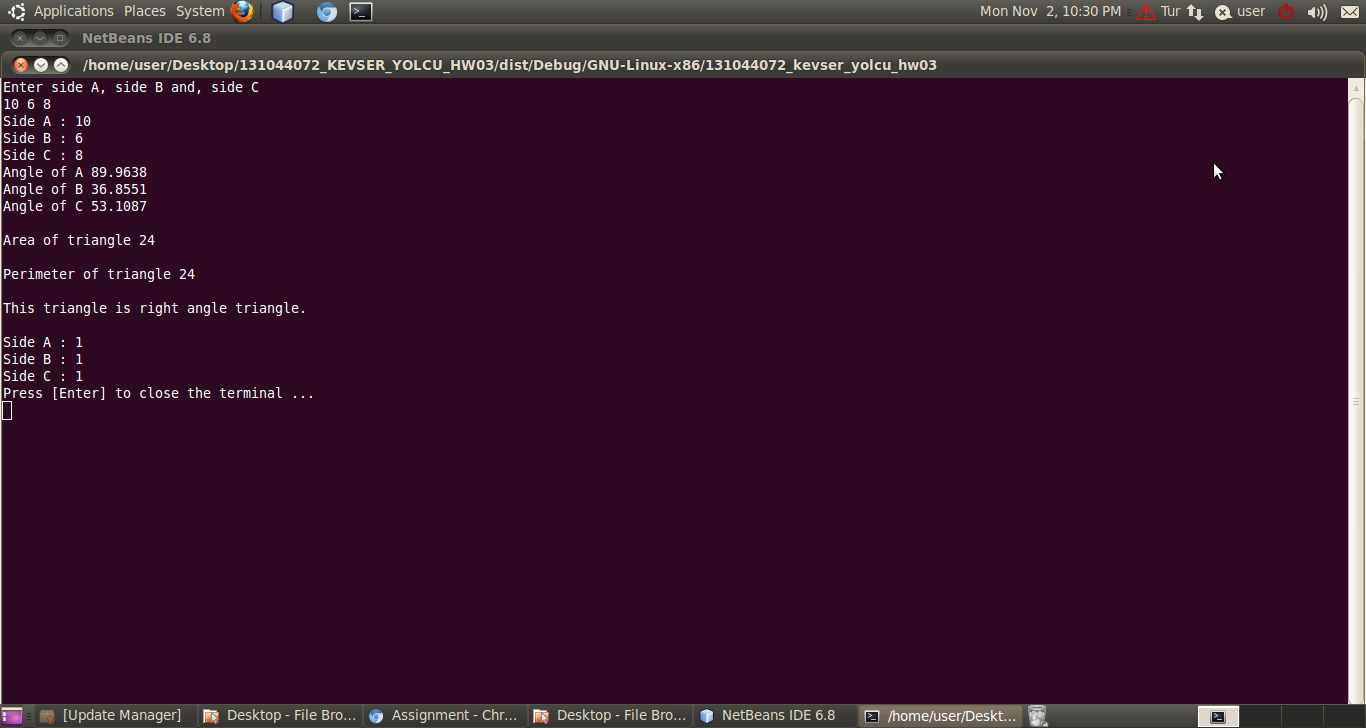 Applications Places System Mon Nov 2, 10:30 PM Tur user
NetBeans IDE 6.8
/home/user/Desktop/131044072_KEVSER_YOLCU_HW03/dist/Debug/GNU-Linux-x86/131044072_kevser_yolcu_hw03
Enter side A, side B and, side C
10 6 8
Side A : 10
Side B : 6
Side C : 8
Angle of A 89.9638
Angle of B 36.8551
Angle of C 53.1087
Area of triangle 24
Perimeter of triangle 24
This triangle is right angle triangle.
Side A : 1
Side B : 1
Side C : 1
Press [Enter] to close the terminal ...
[Update Manager] Desktop - File Bro... Assignment - Chr... Desktop - File Bro... NetBeans IDE 6.8 /home/user/Deskt...